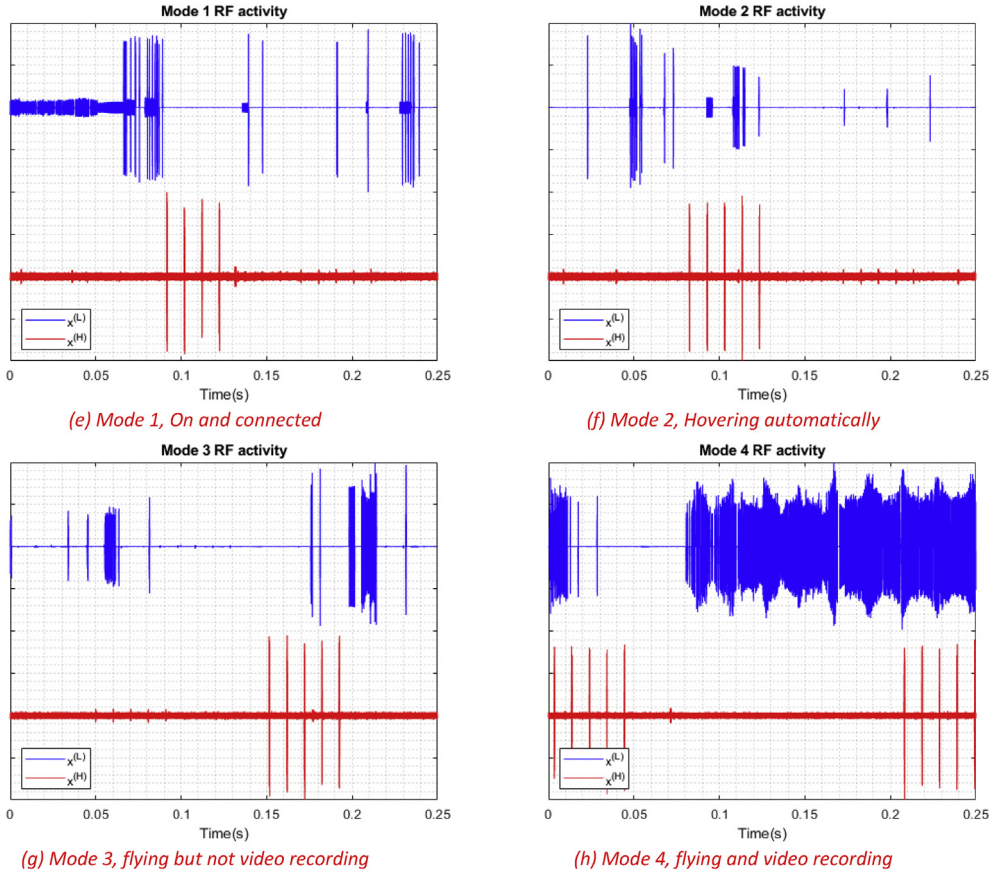 Mode 1 RF activity
x(L)
x(H)
0 0.05 0.1 0.15 0.2 0.25
Time(s)
(e) Mode 1, On and connected
Mode 2 RF activity
x(L)
x(H)
0 0.05 0.1 0.15 0.2 0.25
Time(s)
(f) Mode 2, Hovering automatically
Mode 3 RF activity
x(L)
x(H)
0 0.05 0.1 0.15 0.2 0.25
Time(s)
(g) Mode 3, flying but not video recording
Mode 4 RF activity
x(L)
x(H)
0 0.05 0.1 0.15 0.2 0.25
Time(s)
(h) Mode 4, flying and video recording